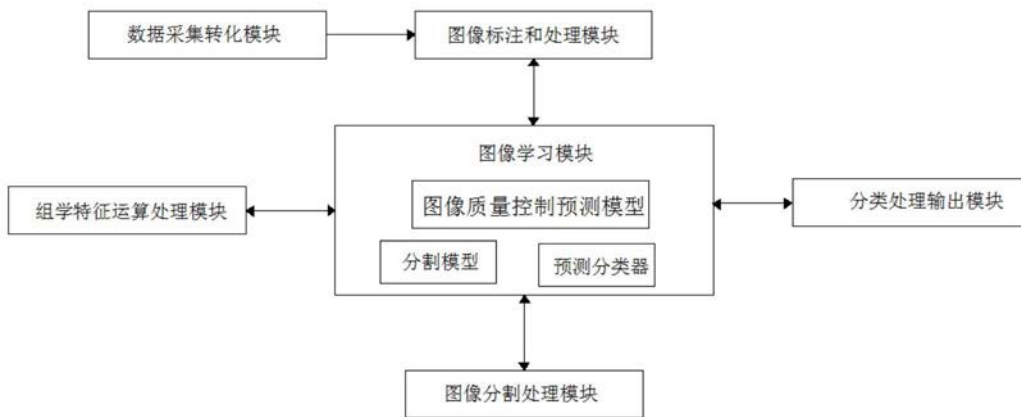 数据采集转化模块
图像标注和处理模块
图像学习模块
图像质量控制预测模型
组学特征运算处理模块
分类处理输出模块
分割模型
预测分类器
图像分割处理模块